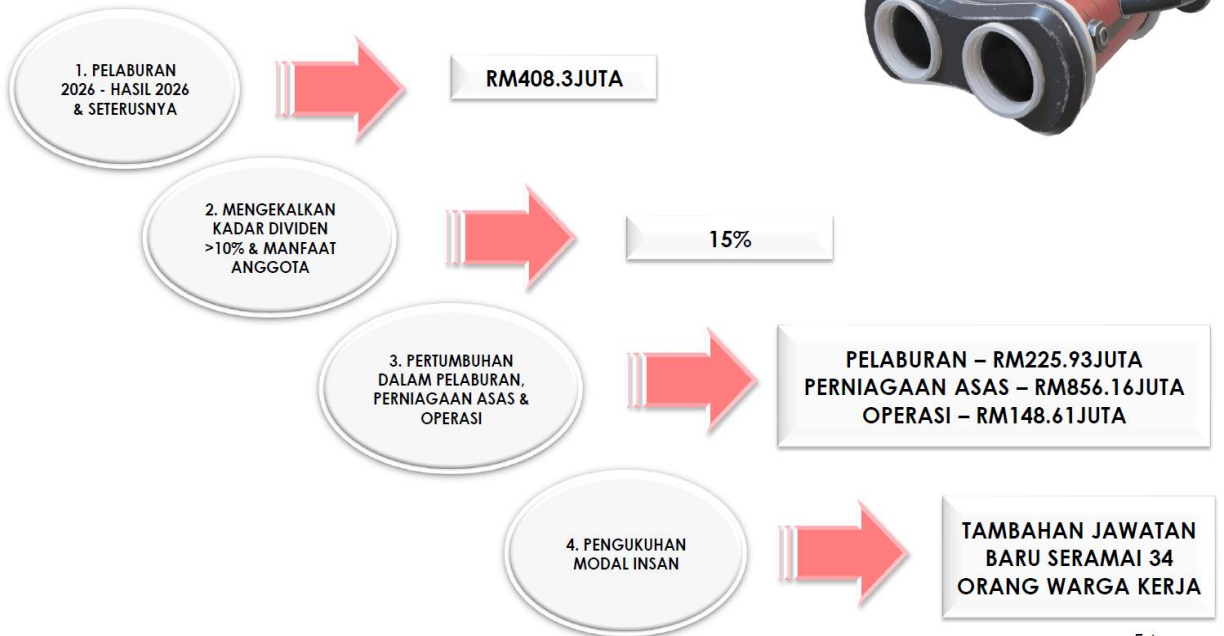 1. PELABURAN
2026 - HASIL 2026
& SETERUSNYA
RM408.3JUTA
2. MENGEKALKAN
KADAR DIVIDEN
>10% & MANFAAT
ANGGOTA
15%
3. PERTUMBUHAN
DALAM PELABURAN,
PERNIAGAAN ASAS &
OPERASI
PELABURAN – RM225.93JUTA
PERNIAGAAN ASAS – RM856.16JUTA
OPERASI – RM148.61JUTA
4. PENGUKUHAN
MODAL INSAN
TAMBAHAN JAWATAN
BARU SERAMAI 34
ORANG WARGA KERJA